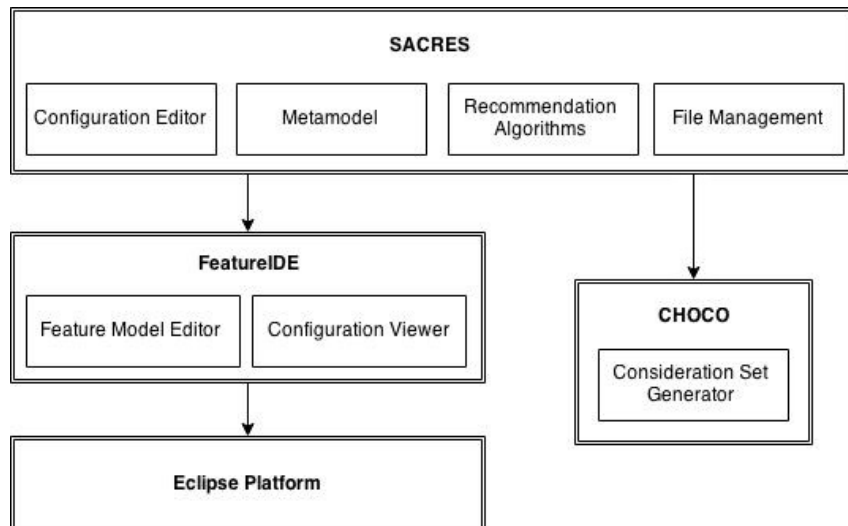 SACRES
Configuration Editor
Metamodel
Recommendation
Algorithms
File Management
FeatureIDE
Feature Model Editor
Configuration Viewer
CHOCO
Consideration Set
Generator
Eclipse Platform